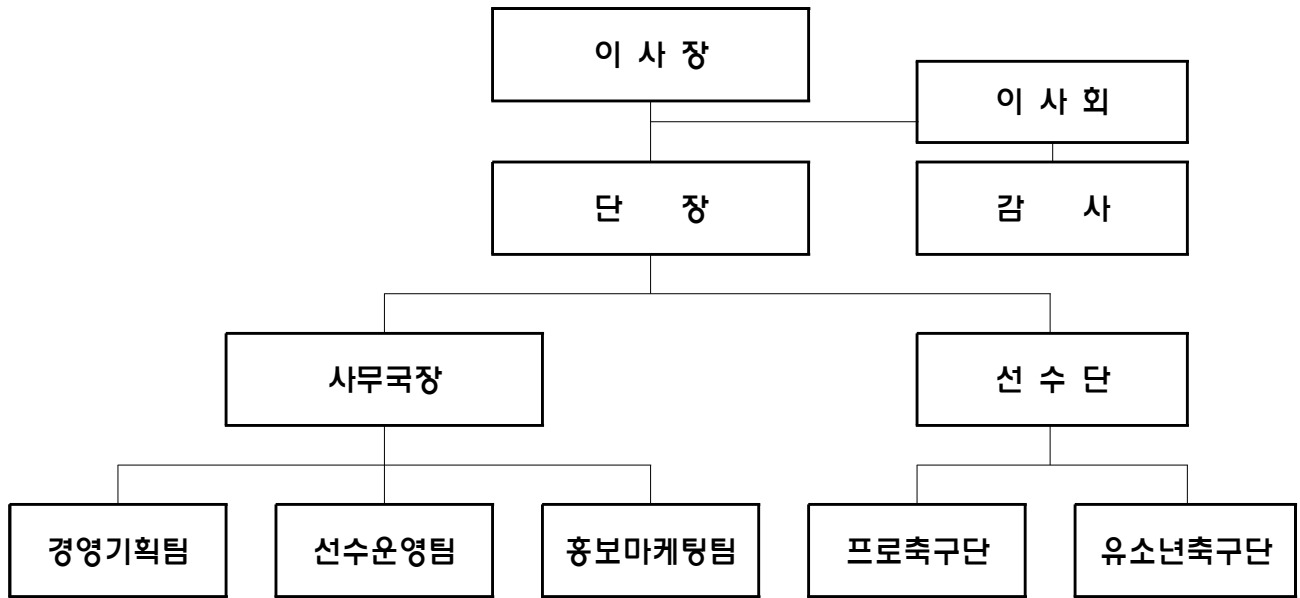 이 사 장
이 사 회
단 장
감 사
사무국장
선 수 단
경영기획팀
선수운영팀
홍보마케팅팀
프로축구단
유소년축구단